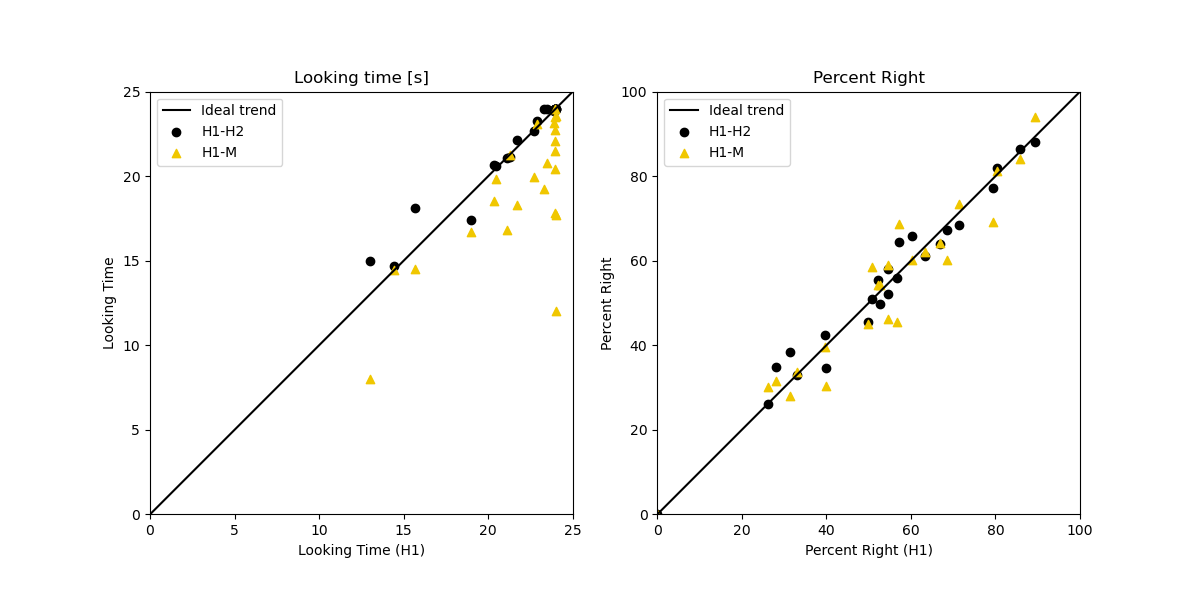 Looking time [s]
Ideal trend
H1-H2
H1-M
25
20
15
10
5
0
0 5 10 15 20 25
Looking Time
Looking Time (H1)
Percent Right
Ideal trend
H1-H2
H1-M
100
80
60
40
20
0
0 20 40 60 80 100
Percent Right
Percent Right (H1)